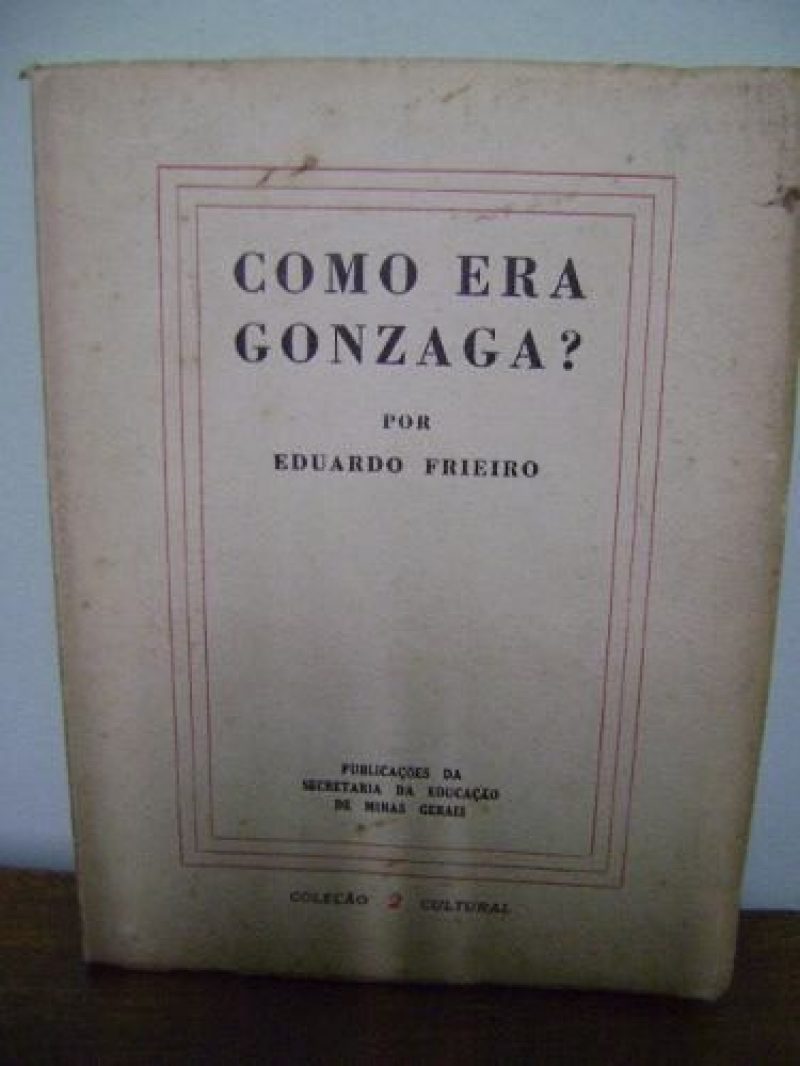 COMO ERA
GONZAGA?
POR
EDUARDO FRIEIRO
PUBLICAÇÕES DA
SECRETARIA DA EDUCAÇÃO
DE MINAS GERAIS
COLEÇÃO 2 CULTURAL